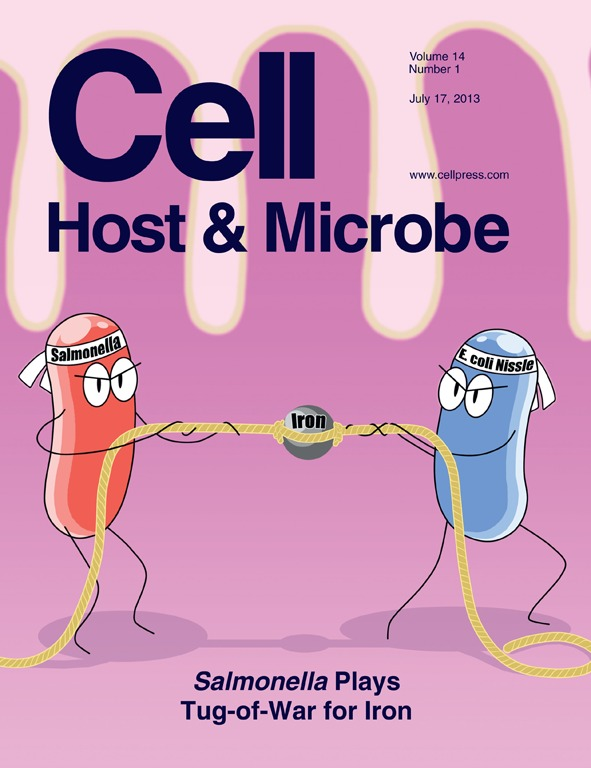 Cell
Host & Microbe
Volume 14
Number 1
July 17, 2013
www.cellpress.com
Salmonella
E. coli Nissle
Iron
Salmonella Plays
Tug-of-War for Iron